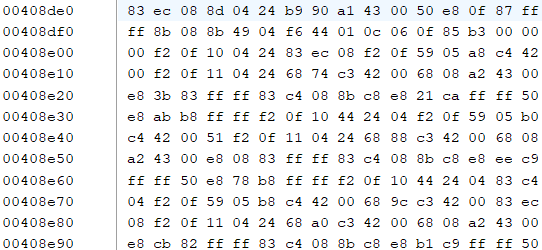 00408de0 83 ec 08 8d 04 24 b9 90 a1 43 00 50 e8 0f 87 ff
00408df0 ff 8b 08 8b 49 04 f6 44 01 0c 06 0f 85 b3 00 00
00408e00 00 f2 0f 10 04 24 83 ec 08 f2 0f 59 05 a8 c4 42
00408e10 00 f2 0f 11 04 24 68 74 c3 42 00 68 08 a2 43 00
00408e20 e8 3b 83 ff ff 83 c4 08 8b c8 e8 21 ca ff ff 50
00408e30 e8 ab b8 ff ff f2 0f 10 44 24 04 f2 0f 59 05 b0
00408e40 c4 42 00 51 f2 0f 11 04 24 68 88 c3 42 00 68 08
00408e50 a2 43 00 e8 08 83 ff ff 83 c4 08 8b c8 e8 ee c9
00408e60 ff ff 50 e8 78 b8 ff ff f2 0f 10 44 24 04 83 c4
00408e70 04 f2 0f 59 05 b8 c4 42 00 68 9c c3 42 00 83 ec
00408e80 08 f2 0f 11 04 24 68 a0 c3 42 00 68 08 a2 43 00
00408e90 e8 cb 82 ff ff 83 c4 08 8b c8 e8 b1 c9 ff ff 50